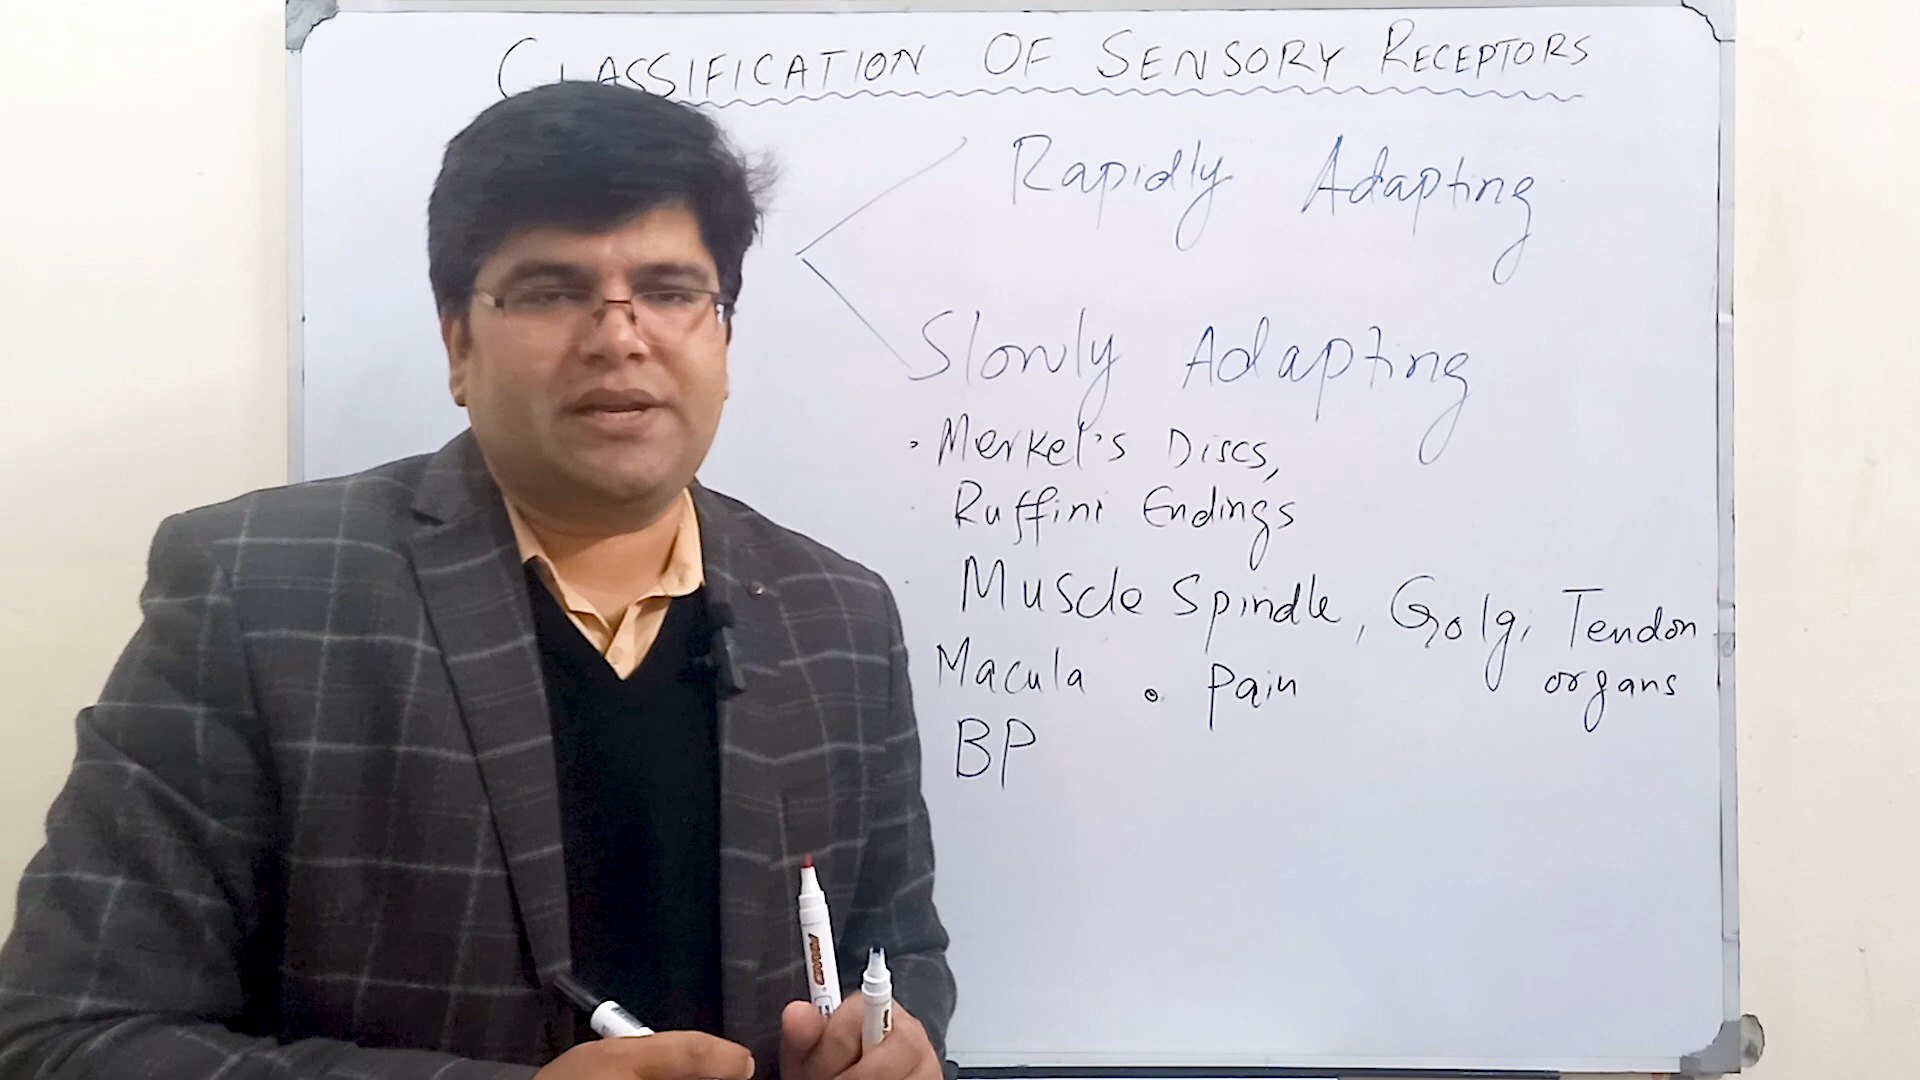 CLASSIFICATION OF SENSORY RECEPTORS
Rapidly Adapting
Slowly Adapting
• Merkel's Discs,
Ruffini Endings
Muscle Spindle, Golgi Tendon
organs
Macula • Pain
BP